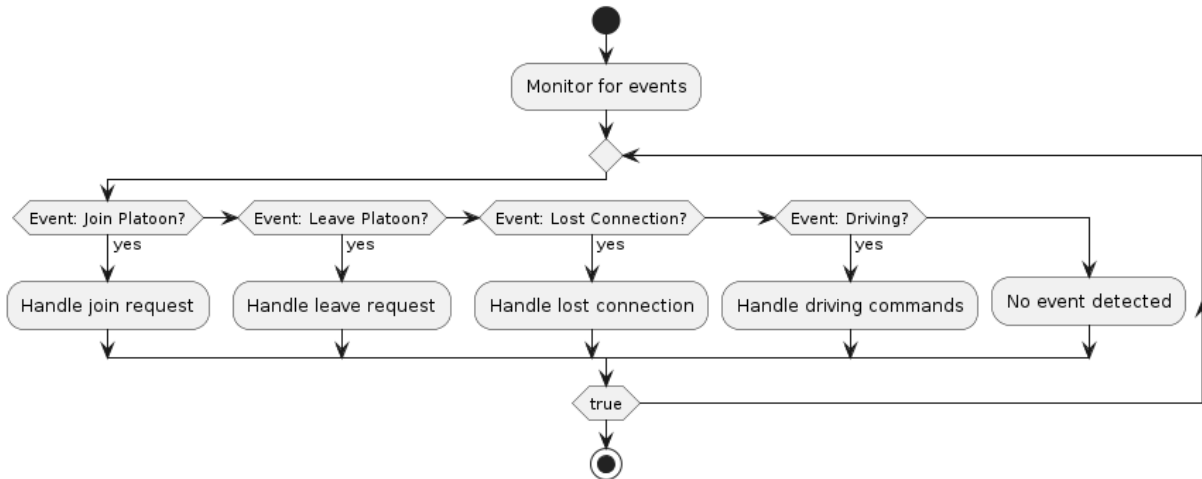 Monitor for events
Event: Join Platoon?
Event: Leave Platoon?
Event: Lost Connection?
Event: Driving?
yes
yes
yes
yes
Handle join request
Handle leave request
Handle lost connection
Handle driving commands
No event detected
true